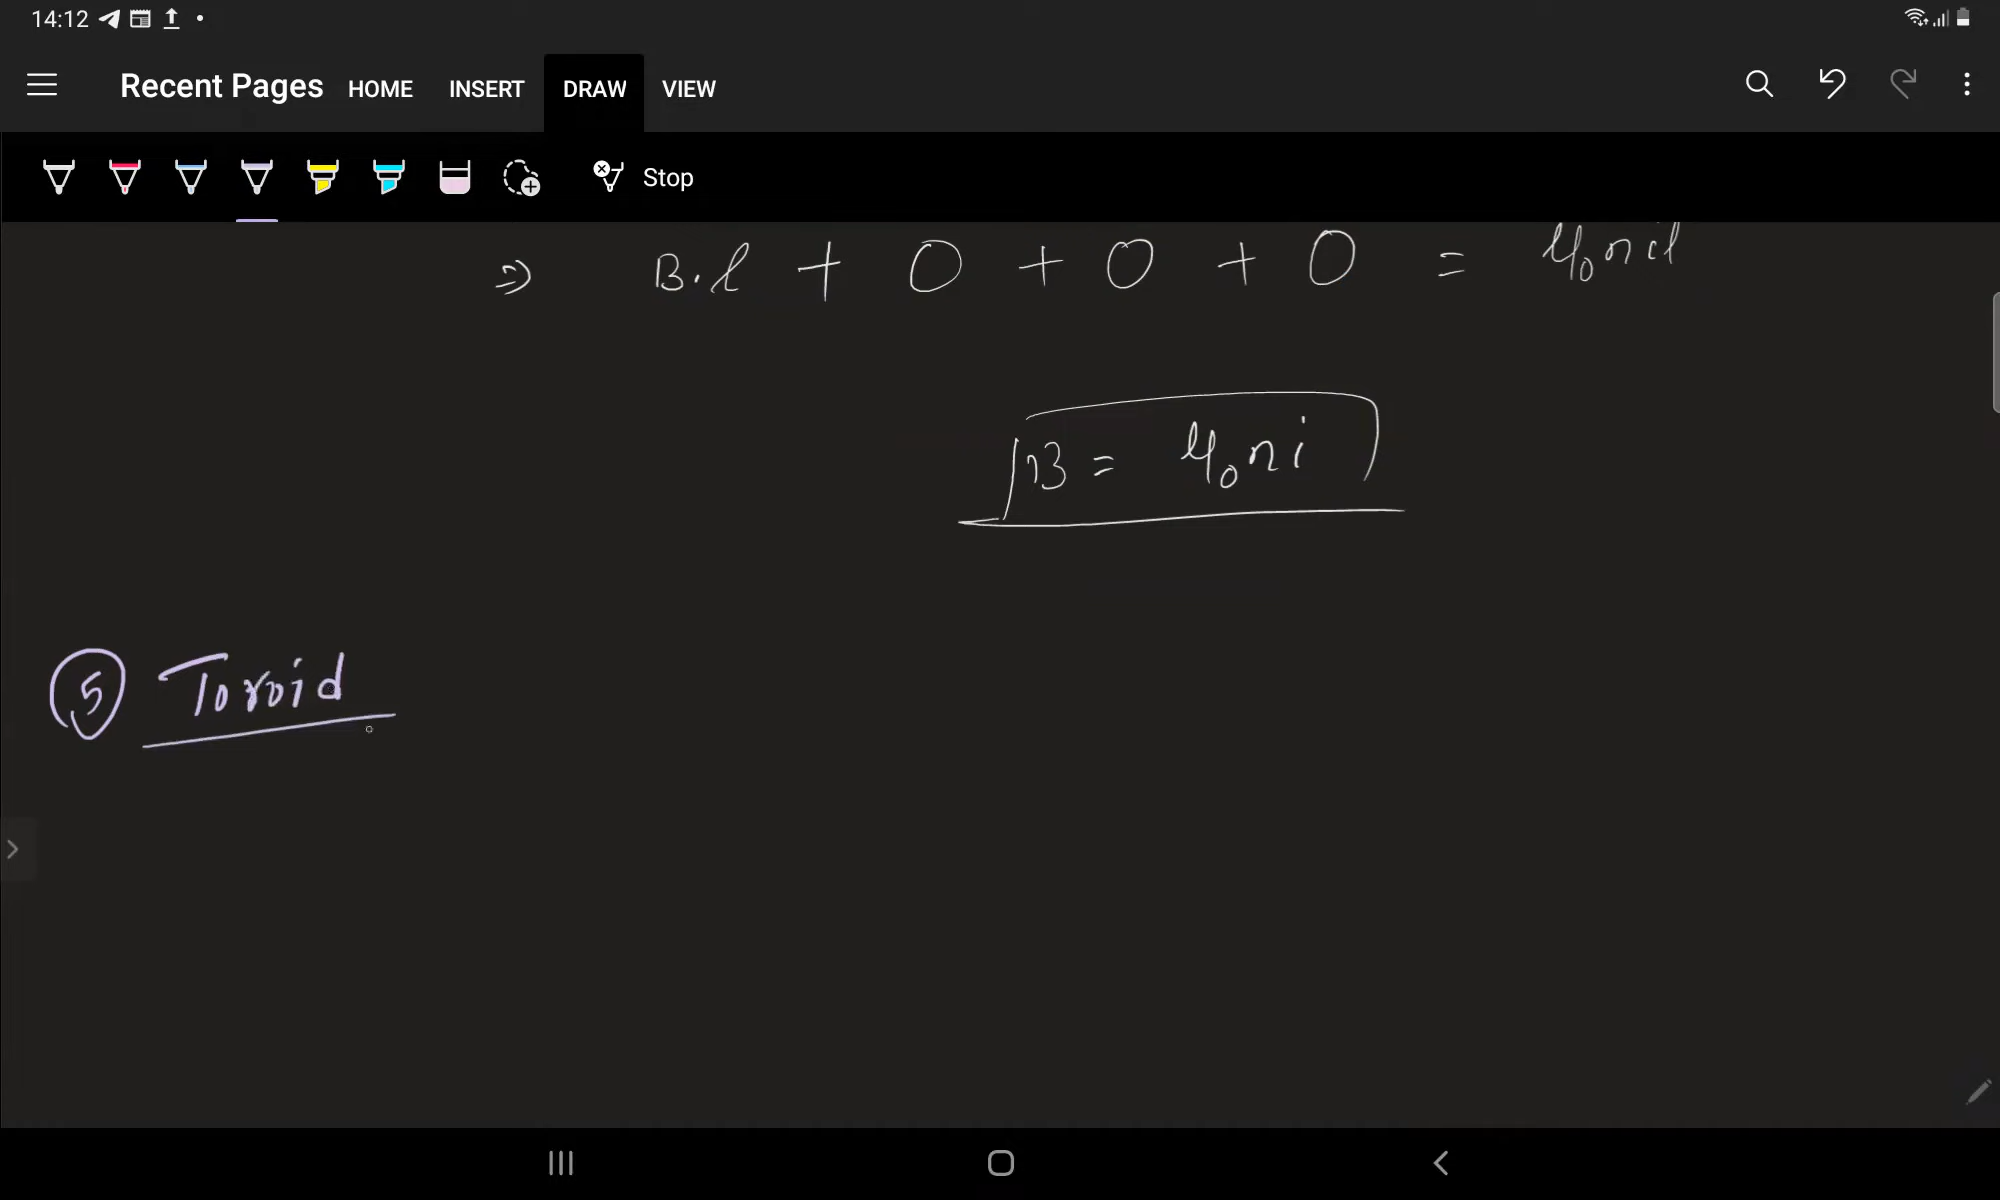 14:12
Recent Pages HOME INSERT DRAW VIEW
Stop
⇒ B.l + 0 + 0 + 0 = μ₀nil
B = μ₀ni
5 Toroid